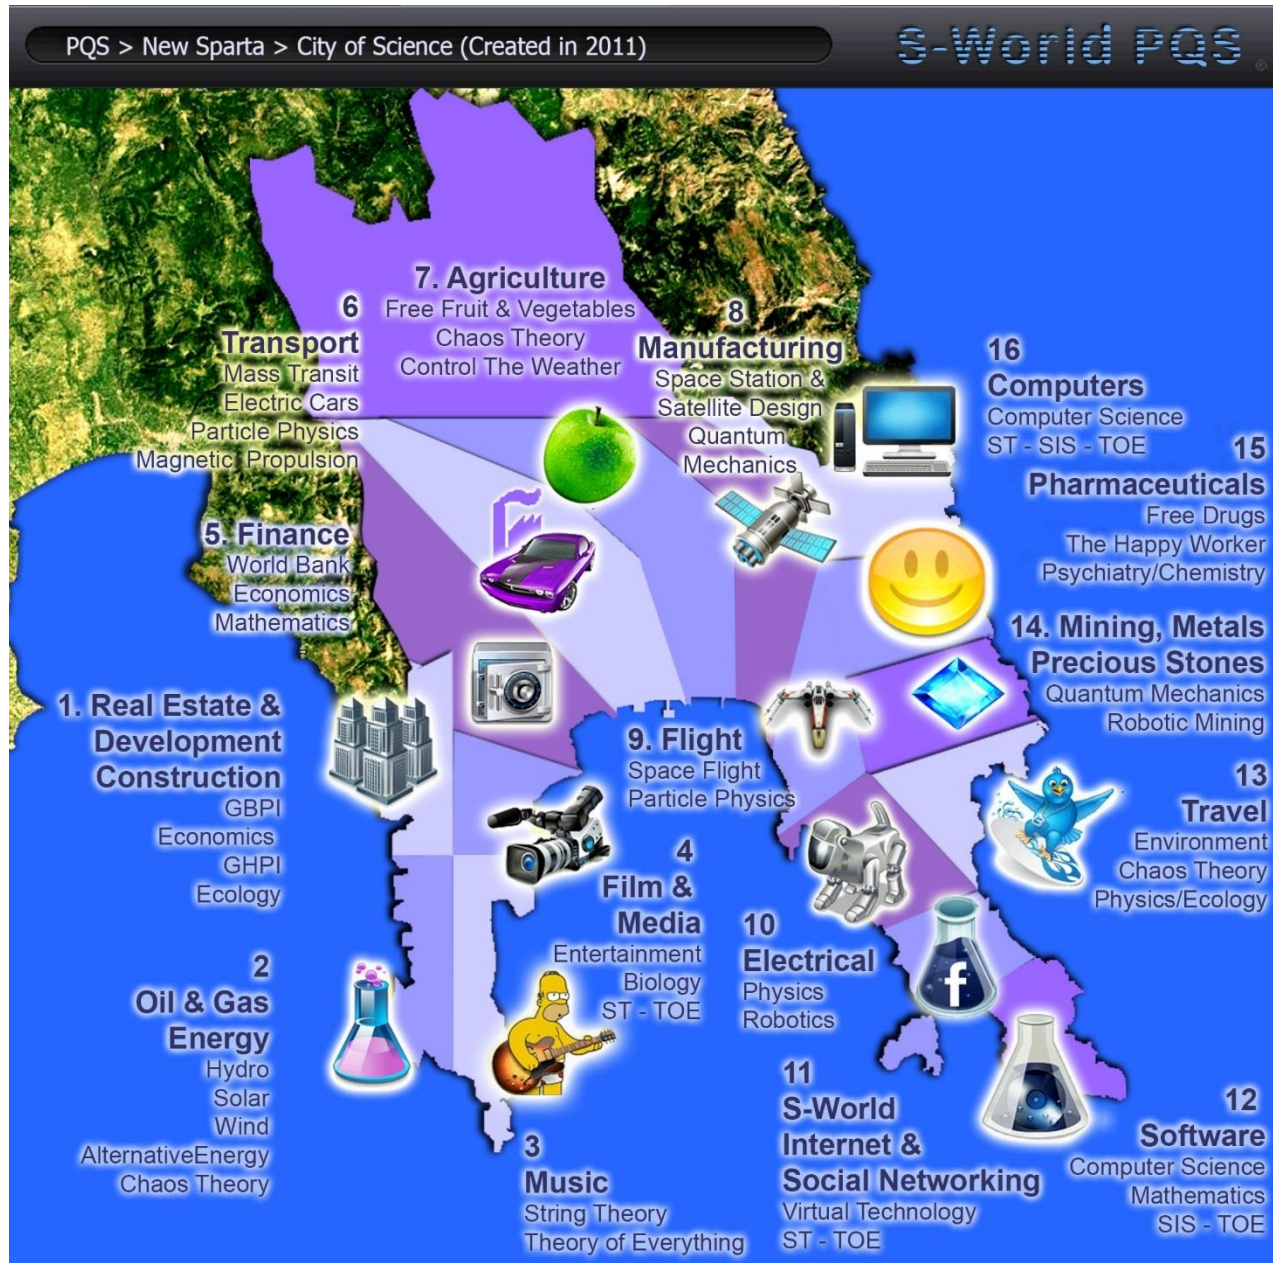 PQS > New Sparta > City of Science (Created in 2011)
S-World PQS
®
7. Agriculture
Free Fruit & Vegetables
Chaos Theory
Control The Weather
6
Transport
Mass Transit
Electric Cars
Particle Physics
Magnetic Propulsion
8
Manufacturing
Space Station &
Satellite Design
Quantum
Mechanics
16
Computers
Computer Science
ST - SIS - TOE
15
Pharmaceuticals
Free Drugs
The Happy Worker
Psychiatry/Chemistry
5. Finance
World Bank
Economics
Mathematics
14. Mining, Metals
Precious Stones
Quantum Mechanics
Robotic Mining
1. Real Estate &
Development
Construction
GBPI
Economics
GHPI
Ecology
9. Flight
Space Flight
Particle Physics
13
Travel
Environment
Chaos Theory
Physics/Ecology
4
Film &
Media
Entertainment
Biology
ST - TOE
10
Electrical
Physics
Robotics
f
2
Oil & Gas
Energy
Hydro
Solar
Wind
AlternativeEnergy
Chaos Theory
11
S-World
Internet &
Social Networking
Virtual Technology
ST - TOE
12
Software
Computer Science
Mathematics
SIS - TOE
3
Music
String Theory
Theory of Everything